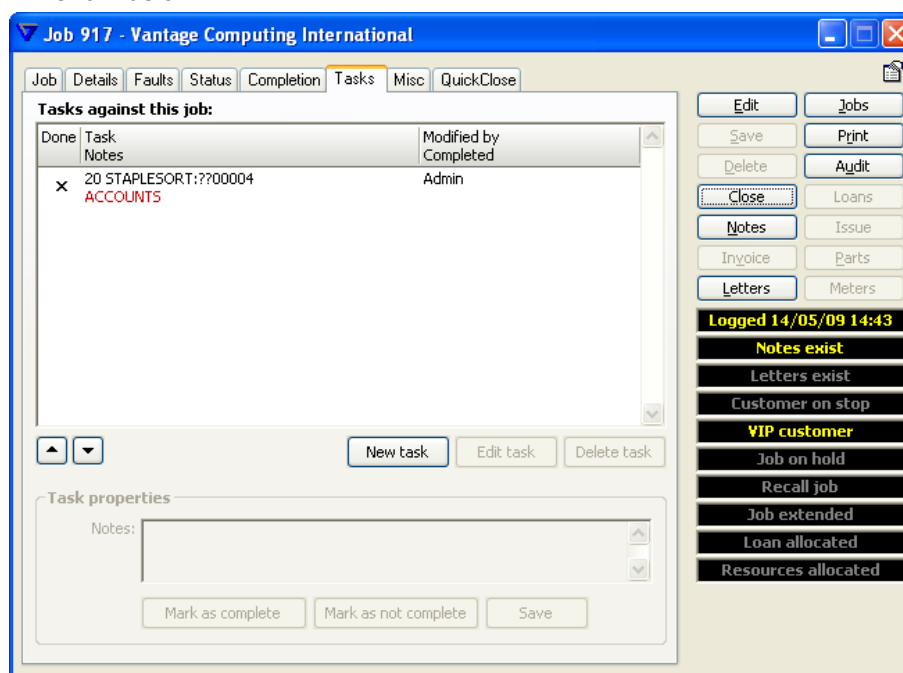 Job 917 - Vantage Computing International
Job Details Faults Status Completion Tasks Misc QuickClose
Tasks against this job:
Done Task Modified by
Notes Completed
20 STAPLESORT:??00004 Admin
ACCOUNTS
New task Edit task Delete task
Task properties
Notes:
Mark as complete Mark as not complete Save
Edit Jobs
Save Print
Delete Audit
Close Loans
Notes Issue
Invoice Parts
Letters Meters
Logged 14/05/09 14:43
Notes exist
Letters exist
Customer on stop
VIP customer
Job on hold
Recall job
Job extended
Loan allocated
Resources allocated